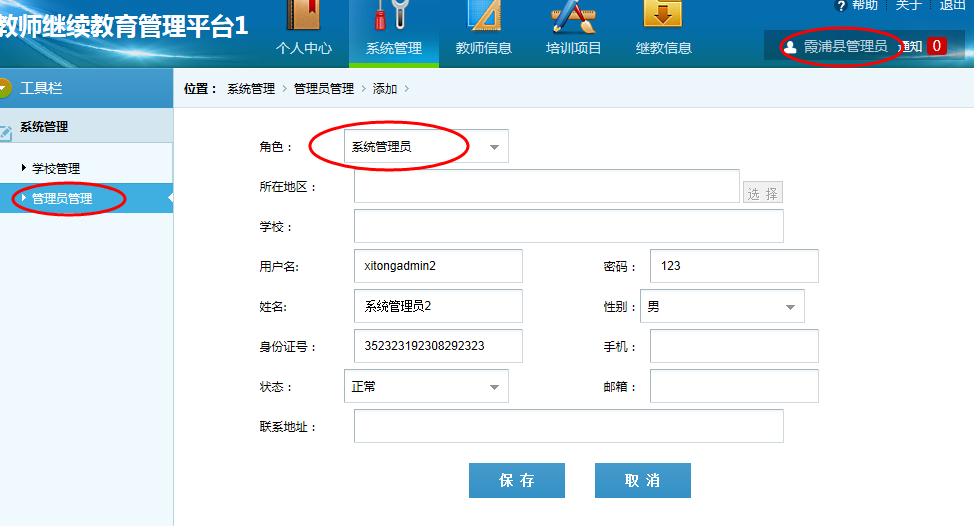 教师继续教育管理平台1
帮助 关于 退出
个人中心 系统管理 教师信息 培训项目 继教信息
霞浦县管理员 通知 0
工具栏
位置： 系统管理 > 管理员管理 > 添加 >
系统管理
学校管理
管理员管理
角色： 系统管理员
所在地区： 选 择
学校：
用户名: xitongadmin2 密码： 123
姓名: 系统管理员2 性别： 男
身份证号： 352323192308292323 手机：
状态： 正常 邮箱：
联系地址：
保 存 取 消